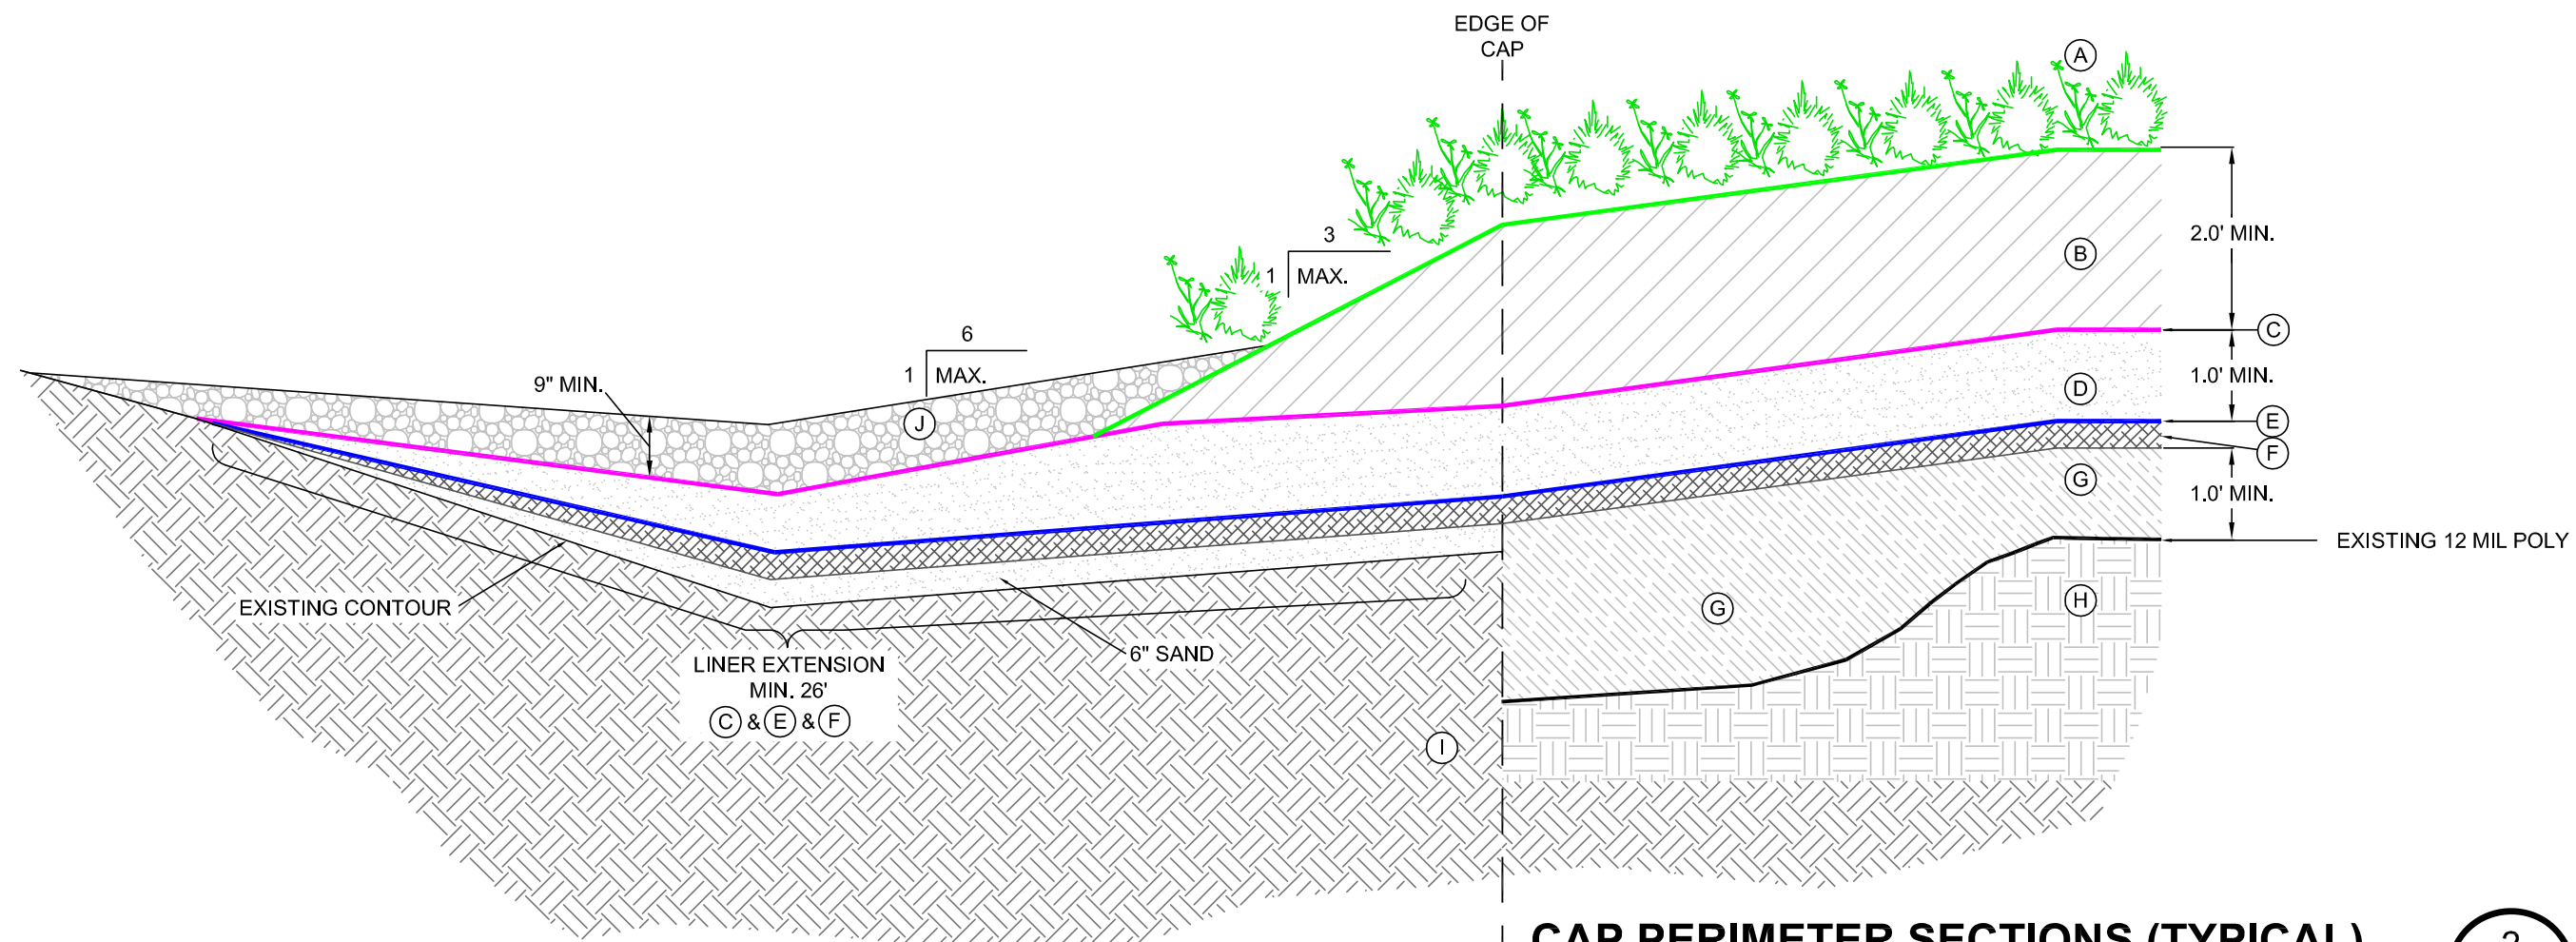 EDGE OF
CAP
A
3
1 MAX.
2.0' MIN.
B
6
1 MAX.
9" MIN.
J
C
1.0' MIN.
D
E
F
G
1.0' MIN.
EXISTING 12 MIL POLY
EXISTING CONTOUR
G
H
6" SAND
LINER EXTENSION
MIN. 26'
C & E & F
I
CAP PERIMETER SECTIONS (TYPICAL)